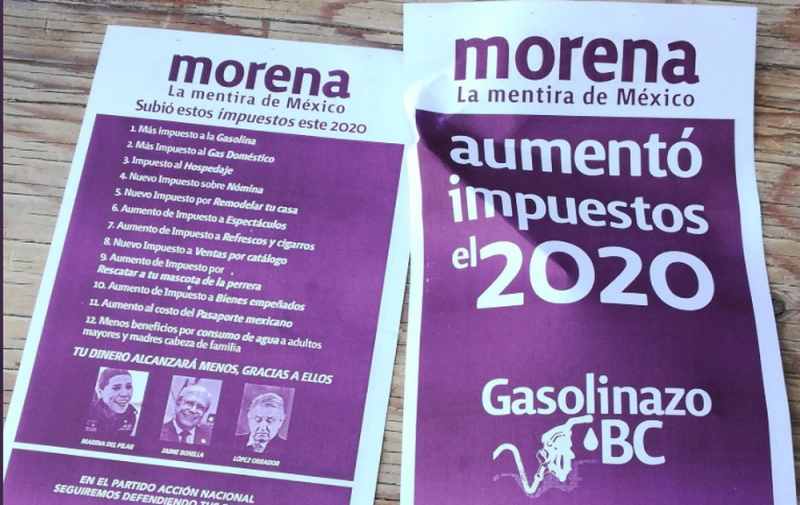 morena
La mentira de México
Subió estos impuestos este 2020
1. Más impuesto a la Gasolina
2. Más Impuesto al Gas Doméstico
3. Impuesto al Hospedaje
4. Nuevo Impuesto sobre Nómina
5. Nuevo Impuesto por Remodelar tu casa
6. Aumento de Impuesto a Espectáculos
7. Aumento de Impuesto a Refrescos y cigarros
8. Nuevo Impuesto a Ventas por catálogo
9. Aumento de Impuesto por
Rescatar a tu mascota de la perrera
10. Aumento de Impuesto a Bienes empeñados
11. Aumento al costo del Pasaporte mexicano
12. Menos beneficios por consumo de agua a adultos
mayores y madres cabeza de familia
TU DINERO ALCANZARÁ MENOS, GRACIAS A ELLOS
MARINA DEL PILAR
JAIME BONILLA
LÓPEZ OBRADOR
EN EL PARTIDO ACCIÓN NACIONAL
SEGUIREMOS DEFENDIENDO
morena
La mentira de México
aumentó
impuestos
el 2020
Gasolinazo
BC